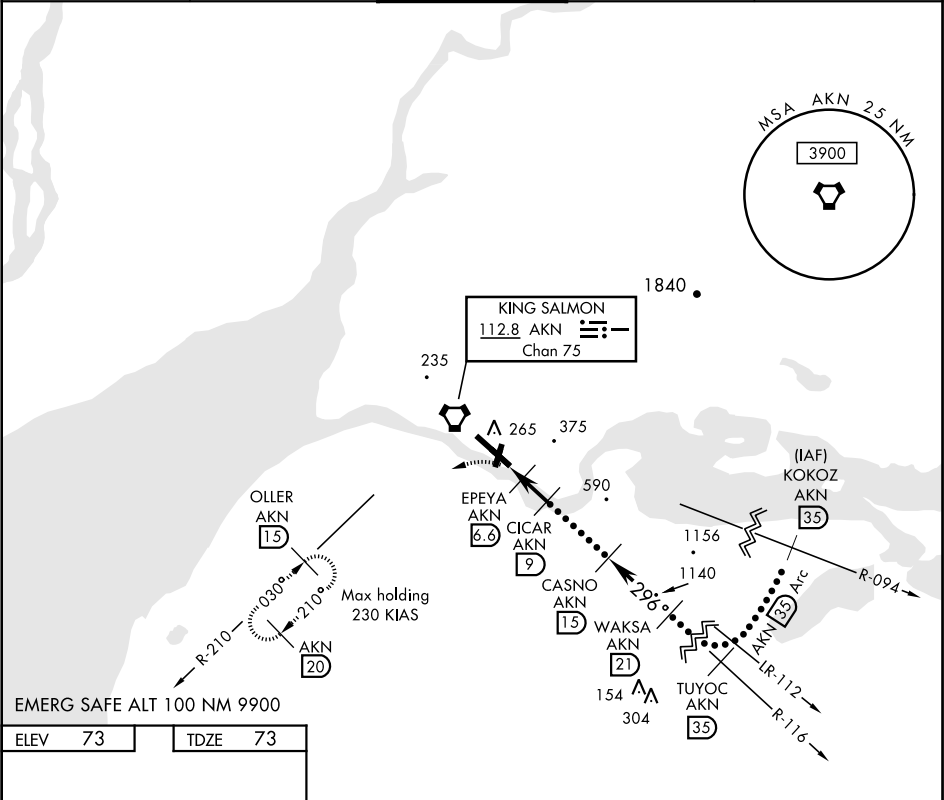 MSA AKN 25 NM
3900
1840
KING SALMON
112.8 AKN
Chan 75
235
265
375
(IAF)
KOKOZ
AKN
35
590
OLLER
AKN
15
EPEYA
AKN
6.6
CICAR
AKN
9
1156
1140
R-094
CASNO
AKN
15
296°
AKN 35 Arc
030°
210°
Max holding
230 KIAS
R-210
AKN
20
WAKSA
AKN
21
154
304
TUYOC
AKN
35
LR-112
R-116
EMERG SAFE ALT 100 NM 9900
ELEV 73
TDZE 73